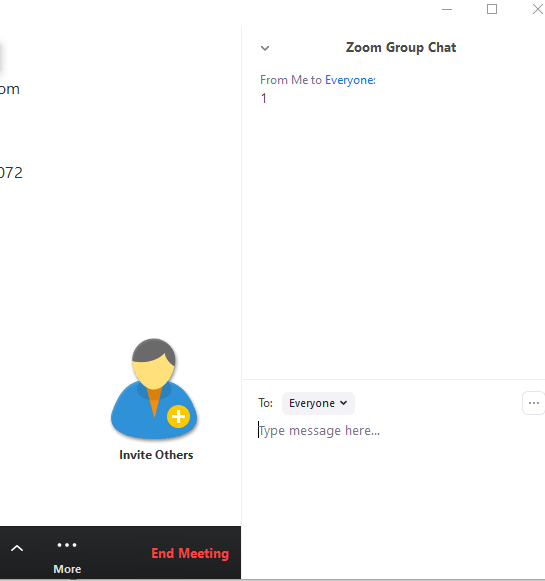 Zoom Group Chat
From Me to Everyone:
1
om
072
Invite Others
To: Everyone
Type message here...
More
End Meeting